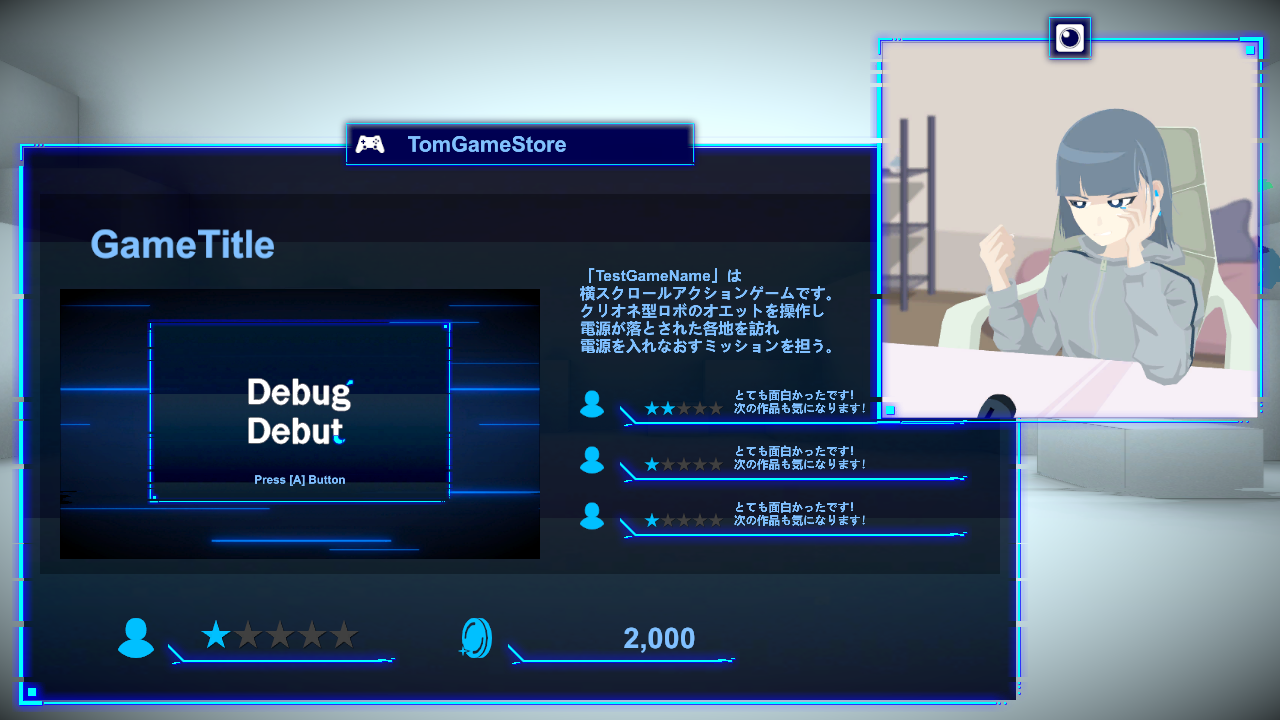 TomGameStore
GameTitle
Debug
Debut
Press [A] Button
「TestGameName」は
横スクロールアクションゲームです。
クリオネ型ロボのオエットを操作し
電源が落とされた各地を訪れ
電源を入れなおすミッションを担う。
とても面白かったです!
次の作品も気になります!
とても面白かったです!
次の作品も気になります!
とても面白かったです!
次の作品も気になります!
2,000